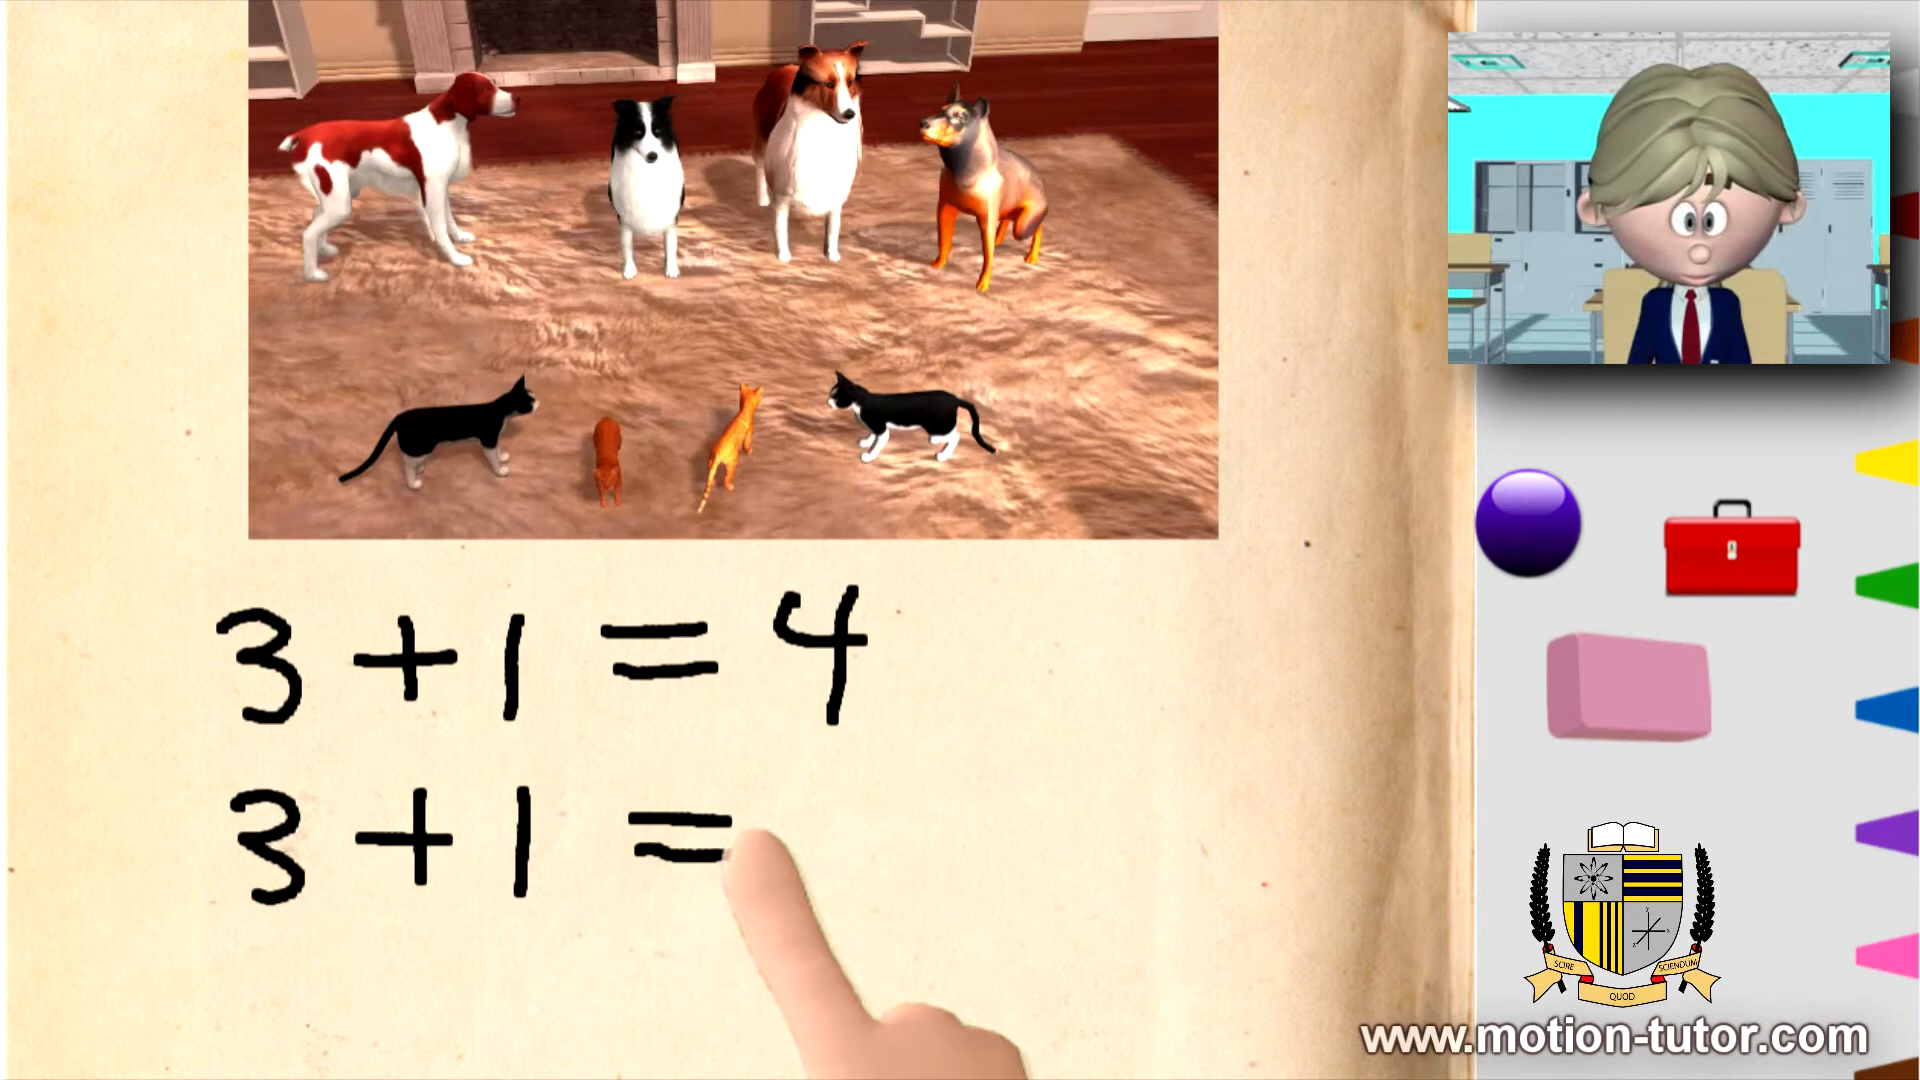 3 + 1 = 4
3 + 1 =
SCIRE
QUOD
SCIENDUM
www.motion-tutor.com